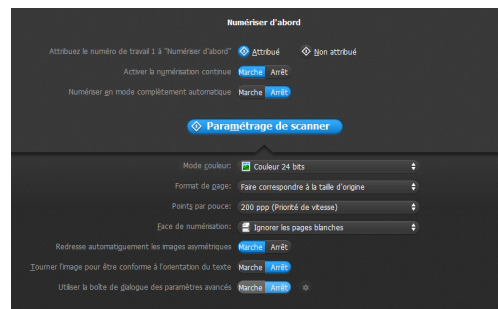 Numériser d'abord
Attribuez le numéro de travail 1 à "Numériser d'abord" Attribué Non attribué
Activer la numérisation continue Marche Arrêt
Numériser en mode complètement automatique Marche Arrêt
Paramétrage de scanner
Mode couleur: Couleur 24 bits
Format de page: Faire correspondre à la taille d'origine
Points par pouce: 200 ppp (Priorité de vitesse)
Face de numérisation: Ignorer les pages blanches
Redresse automatiquement les images asymétriques Marche Arrêt
Tourner l'image pour être conforme à l'orientation du texte Marche Arrêt
Utiliser la boîte de dialogue des paramètres avancés Marche Arrêt